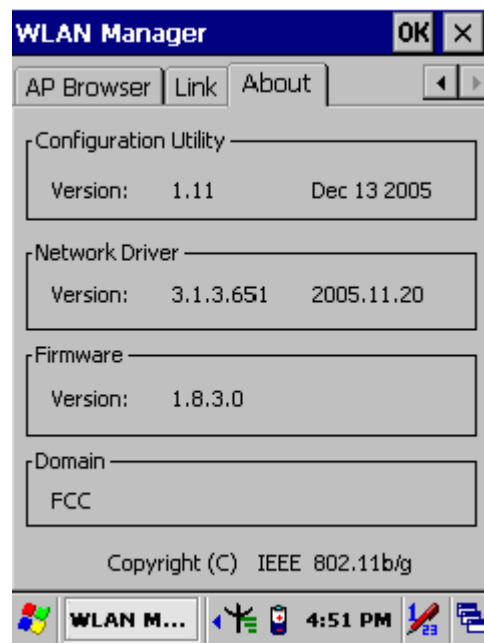 WLAN Manager OK
AP Browser Link About
Configuration Utility
Version: 1.11 Dec 13 2005
Network Driver
Version: 3.1.3.651 2005.11.20
Firmware
Version: 1.8.3.0
Domain
FCC
Copyright (C) IEEE 802.11b/g
WLAN M... 4:51 PM 1/23